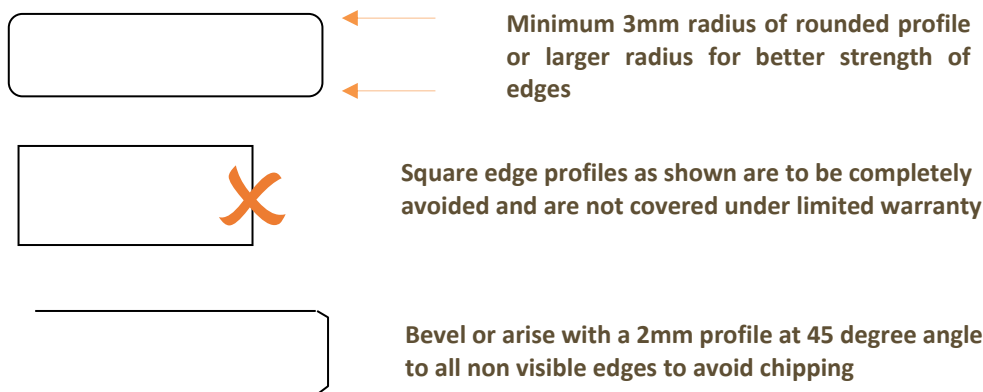 Minimum 3mm radius of rounded profile
or larger radius for better strength of
edges
Square edge profiles as shown are to be completely
avoided and are not covered under limited warranty
Bevel or arise with a 2mm profile at 45 degree angle
to all non visible edges to avoid chipping